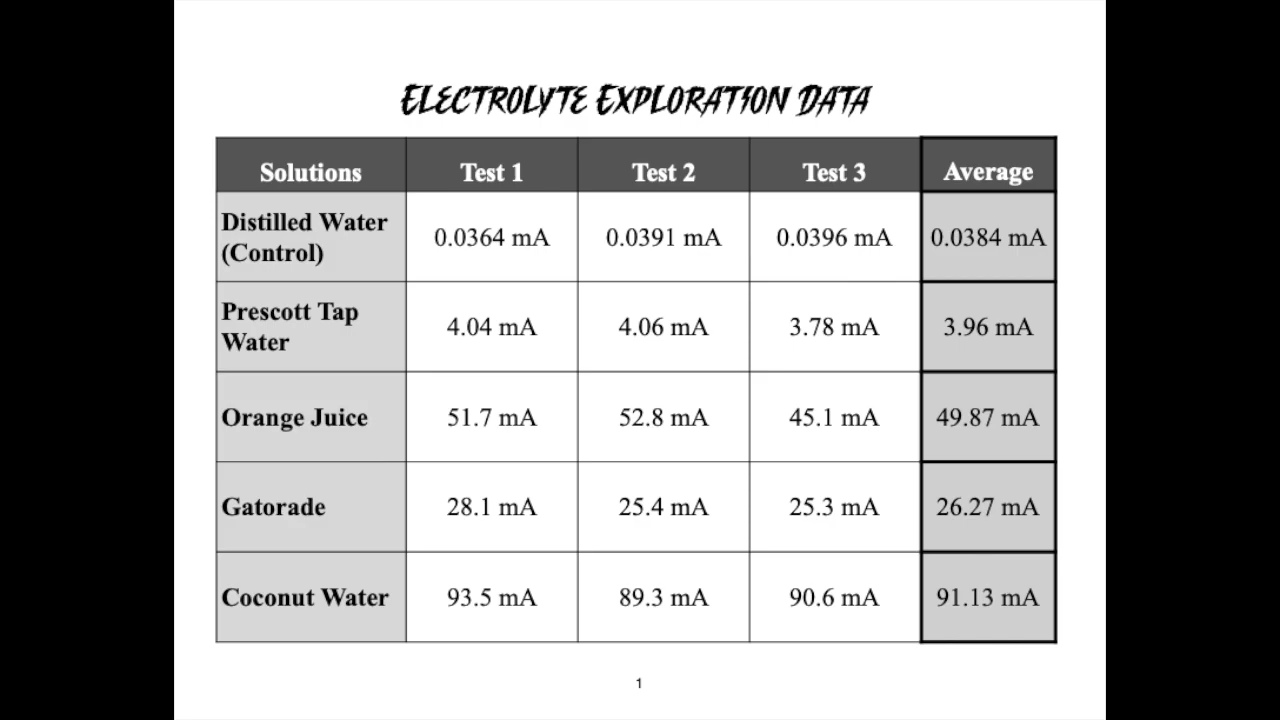 Electrolyte Exploration Data
Solutions Test 1 Test 2 Test 3 Average
Distilled Water (Control) 0.0364 mA 0.0391 mA 0.0396 mA 0.0384 mA
Prescott Tap Water 4.04 mA 4.06 mA 3.78 mA 3.96 mA
Orange Juice 51.7 mA 52.8 mA 45.1 mA 49.87 mA
Gatorade 28.1 mA 25.4 mA 25.3 mA 26.27 mA
Coconut Water 93.5 mA 89.3 mA 90.6 mA 91.13 mA
1